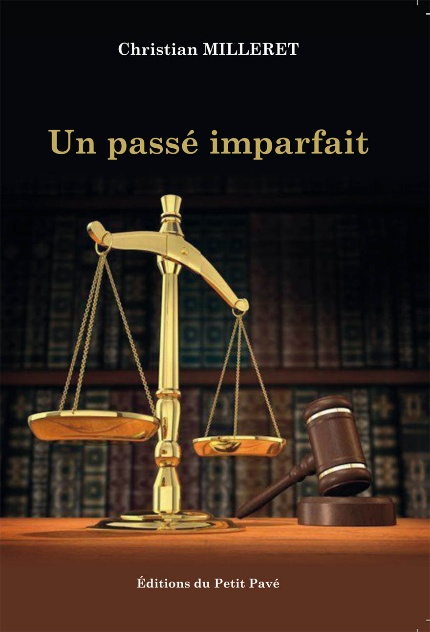 Christian MILLERET
Un passé imparfait
Éditions du Petit Pavé